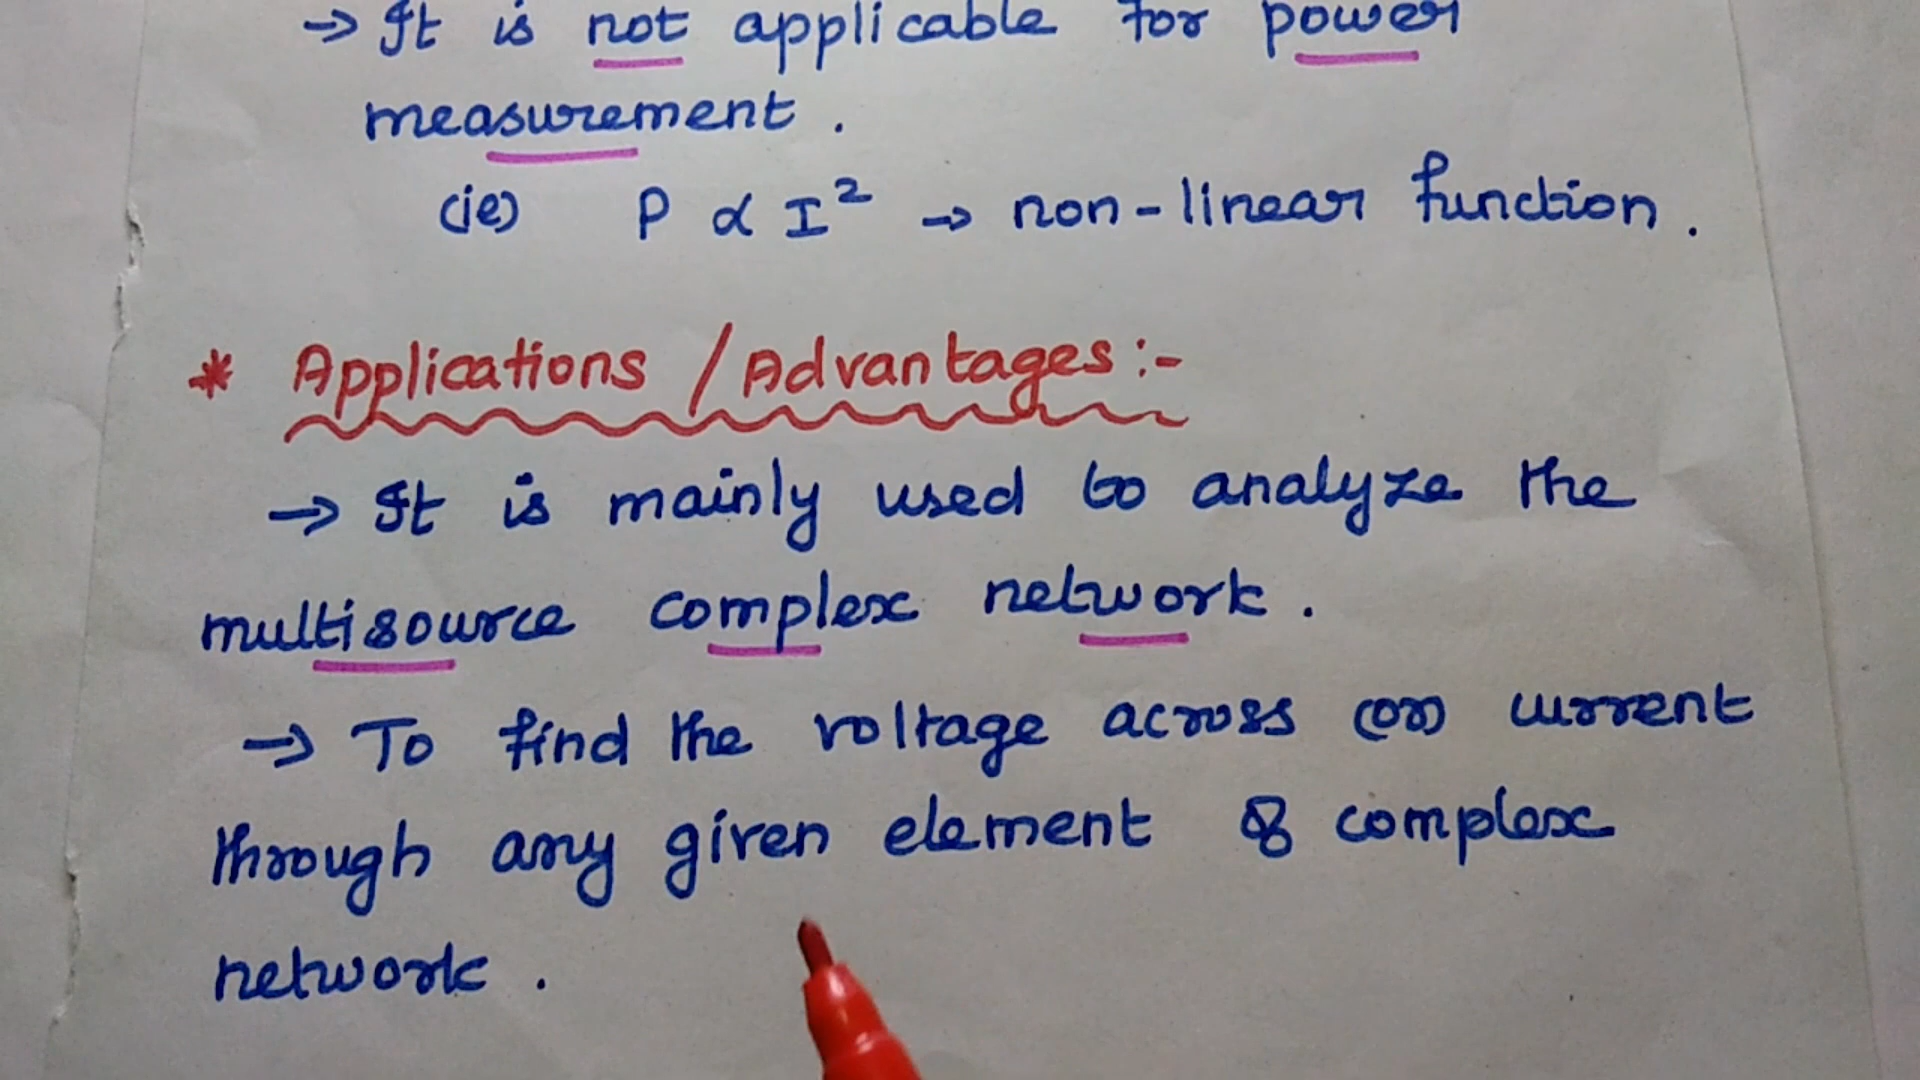 → It is not applicable for power
measurement.
(ie) P ∝ I² → non-linear function.
* Applications / Advantages:-
→ It is mainly used to analyze the
multisource complex network.
→ To find the voltage across (or) current
through any given element of complex
network.